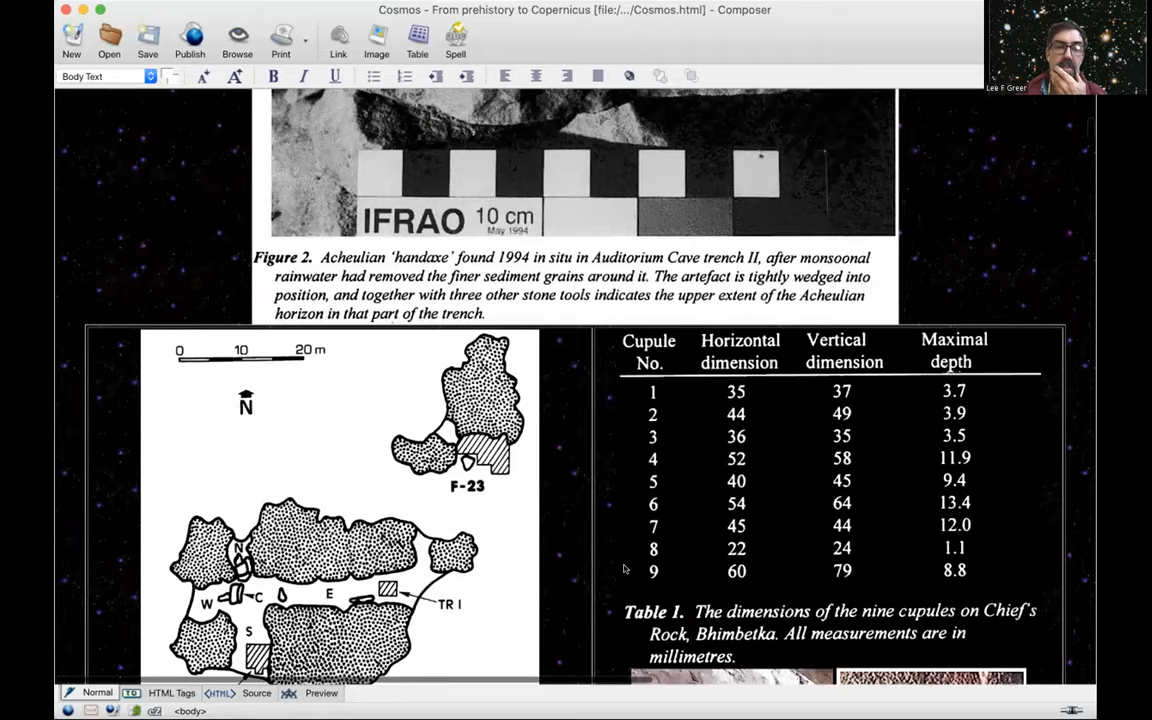 Cosmos - From prehistory to Copernicus [file:/.../Cosmos.html] - Composer
New Open Save Publish Browse Print Link Image Table Spell
Body Text
Lee F Greer
IFRAO 10 cm
May 1994
Figure 2. Acheulian ‘handaxe’ found 1994 in situ in Auditorium Cave trench II, after monsoonal
rainwater had removed the finer sediment grains around it. The artefact is tightly wedged into
position, and together with three other stone tools indicates the upper extent of the Acheulian
horizon in that part of the trench.
0 10 20 m
N
F-23
N
W C E
TR I
S
Cupule Horizontal Vertical Maximal
No. dimension dimension depth
1 35 37 3.7
2 44 49 3.9
3 36 35 3.5
4 52 58 11.9
5 40 45 9.4
6 54 64 13.4
7 45 44 12.0
8 22 24 1.1
9 60 79 8.8
Table 1. The dimensions of the nine cupules on Chief's
Rock, Bhimbetka. All measurements are in
millimetres.
Normal HTML Tags Source Preview
<body>